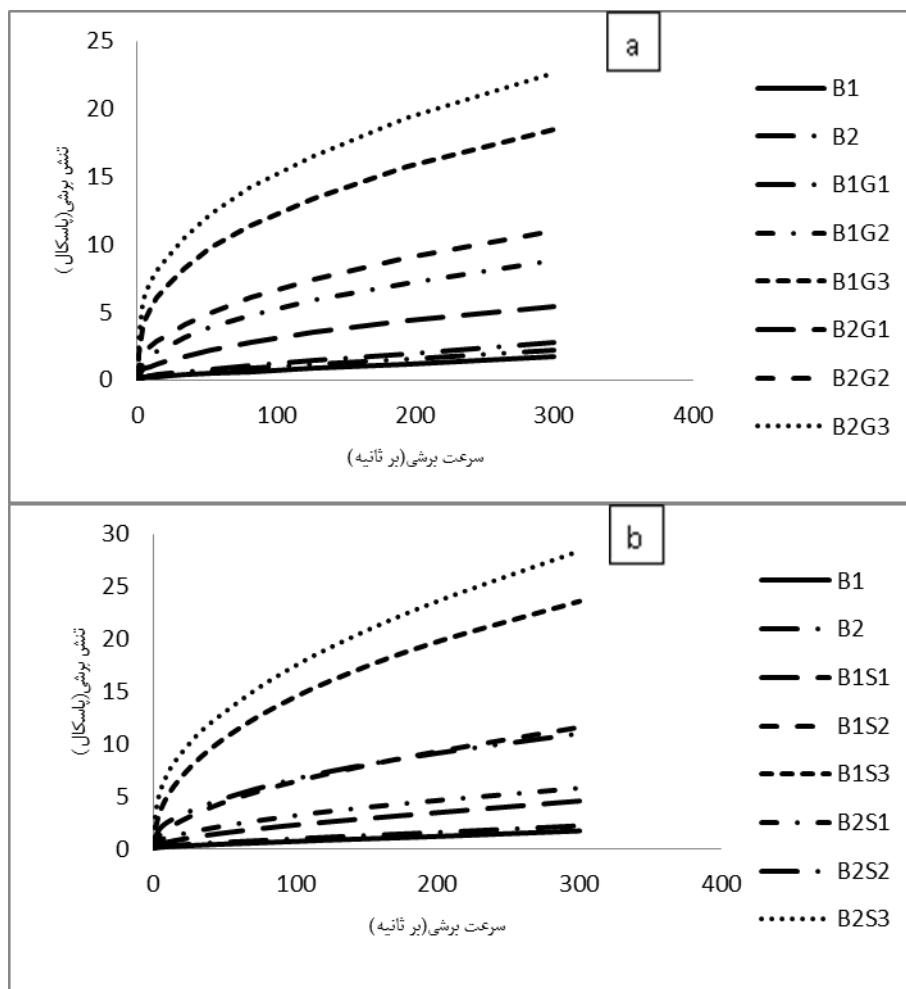 a
25
20
15
10
5
0
تنش برشی(پاسکال)
0 100 200 300 400
سرعت برشی(بر ثانیه)
B1
B2
B1G1
B1G2
B1G3
B2G1
B2G2
B2G3
b
30
25
20
15
10
5
0
تنش برشی(پاسکال)
0 100 200 300 400
سرعت برشی(بر ثانیه)
B1
B2
B1S1
B1S2
B1S3
B2S1
B2S2
B2S3